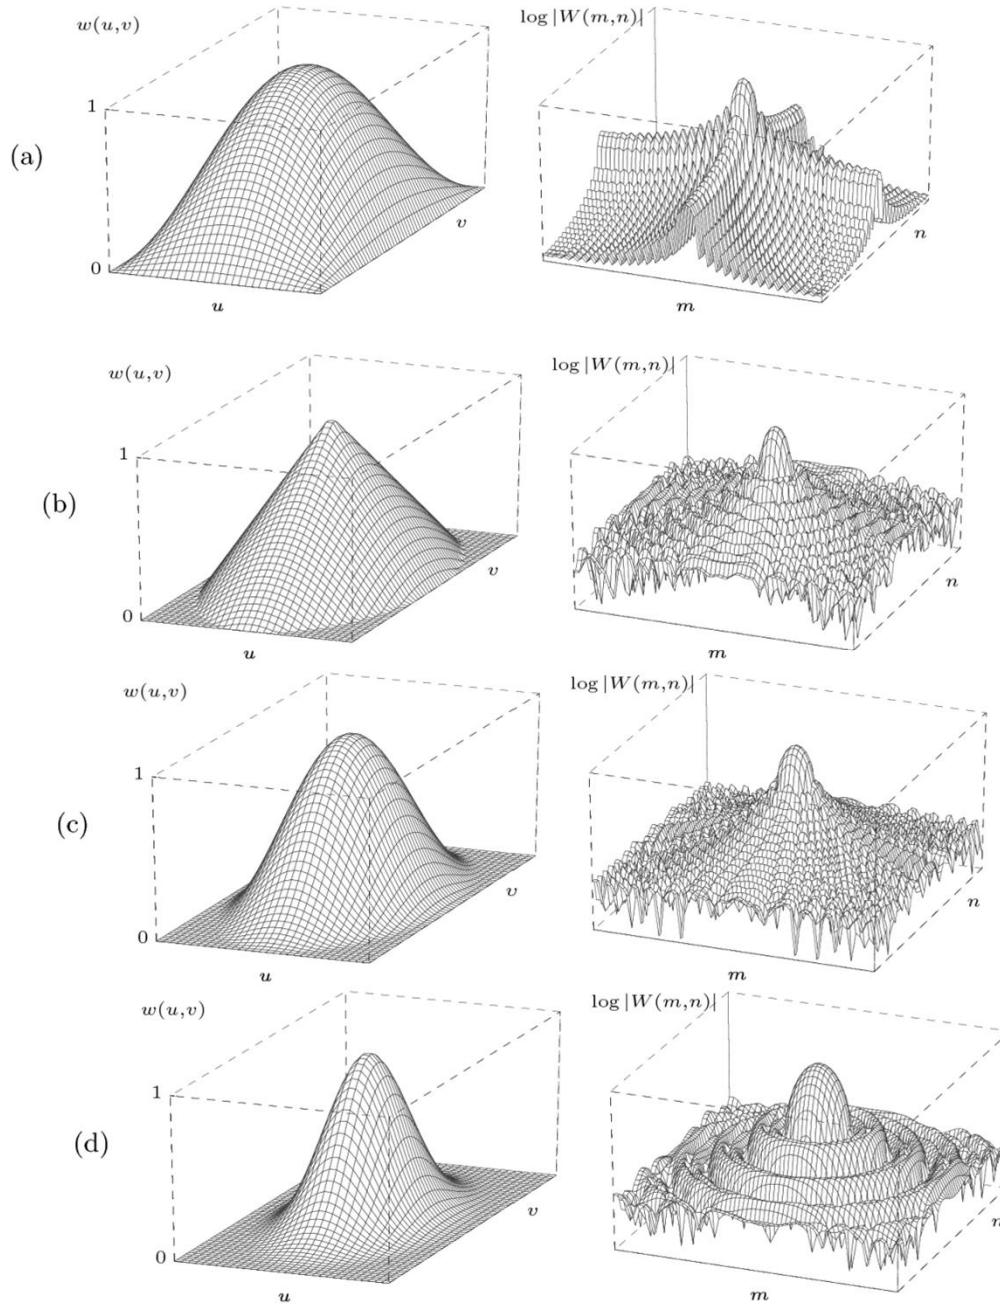 w(u,v)
log |W(m,n)|
1
(a)
v
n
0
u
m
w(u,v)
log |W(m,n)|
1
(b)
v
n
0
u
m
w(u,v)
log |W(m,n)|
1
(c)
v
n
0
u
m
w(u,v)
log |W(m,n)|
1
(d)
v
n
0
u
m